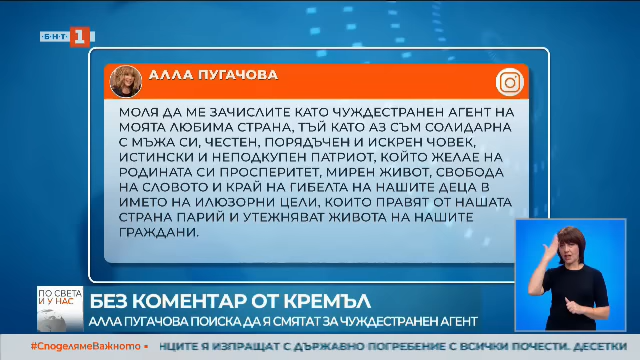 БНТ 1
АЛЛА ПУГАЧОВА
МОЛЯ ДА МЕ ЗАЧИСЛИТЕ КАТО ЧУЖДЕСТРАНЕН АГЕНТ НА
МОЯТА ЛЮБИМА СТРАНА, ТЪЙ КАТО АЗ СЪМ СОЛИДАРНА
С МЪЖА СИ, ЧЕСТЕН, ПОРЯДЪЧЕН И ИСКРЕН ЧОВЕК,
ИСТИНСКИ И НЕПОДКУПЕН ПАТРИОТ, КОЙТО ЖЕЛАЕ НА
РОДИНАТА СИ ПРОСПЕРИТЕТ, МИРЕН ЖИВОТ, СВОБОДА
НА СЛОВОТО И КРАЙ НА ГИБЕЛТА НА НАШИТЕ ДЕЦА В
ИМЕТО НА ИЛЮЗОРНИ ЦЕЛИ, КОИТО ПРАВЯТ ОТ НАШАТА
СТРАНА ПАРИЙ И УТЕЖНЯВАТ ЖИВОТА НА НАШИТЕ
ГРАЖДАНИ.
ПО СВЕТА
И У НАС
БЕЗ КОМЕНТАР ОТ КРЕМЪЛ
АЛЛА ПУГАЧОВА ПОИСКА ДА Я СМЯТАТ ЗА ЧУЖДЕСТРАНЕН АГЕНТ
#СподелямеВажното • НЦИТЕ Я ИЗПРАЩАТ С ДЪРЖАВНО ПОГРЕБЕНИЕ С ВСИЧКИ ПОЧЕСТИ. ДЕСЕТКИ